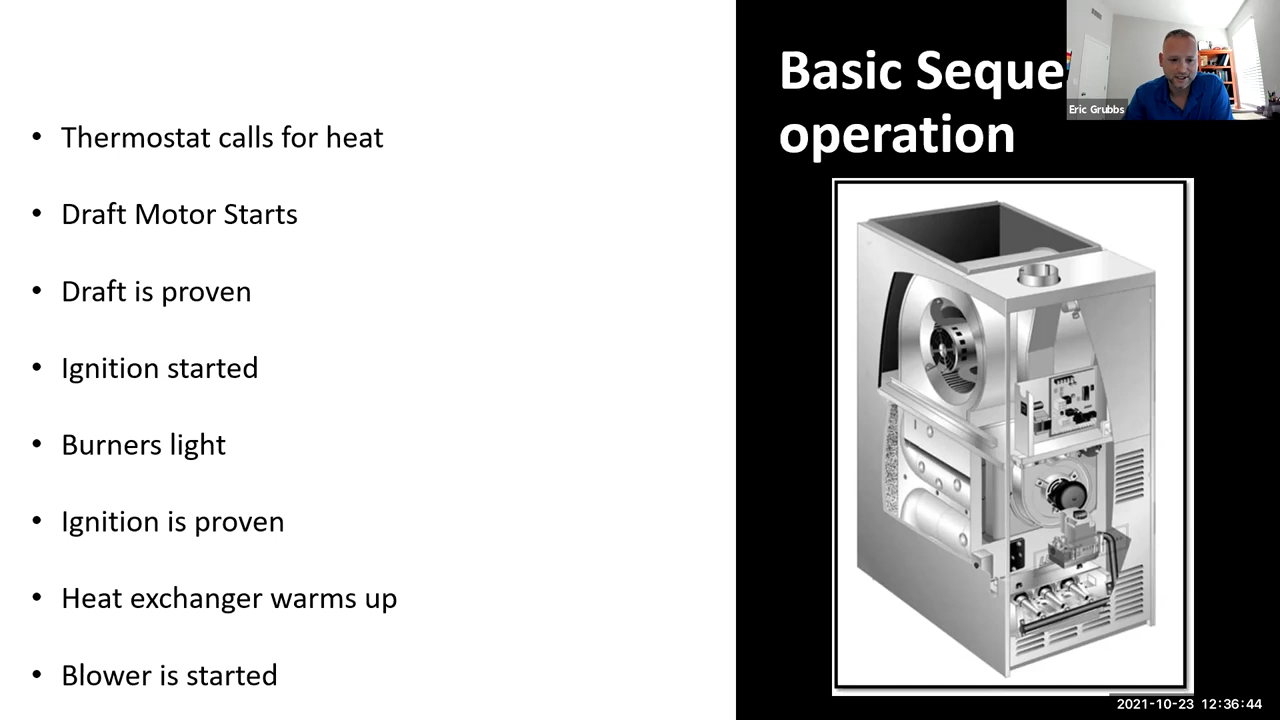 Basic Seque
operation
Eric Grubbs
• Thermostat calls for heat
• Draft Motor Starts
• Draft is proven
• Ignition started
• Burners light
• Ignition is proven
• Heat exchanger warms up
• Blower is started
2021-10-23 12:36:44